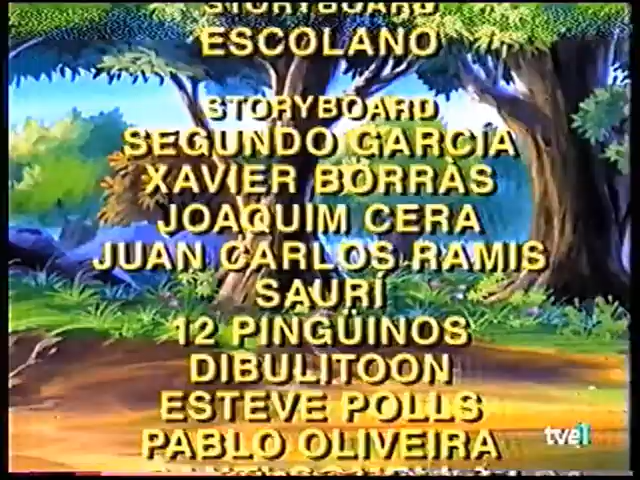 STORYBOARD
ESCOLANO
STORYBOARD
SEGUNDO GARCÍA
XAVIER BORRÀS
JOAQUIM CERA
JUAN CARLOS RAMIS
SAURÍ
12 PINGÜINOS
DIBULITOON
ESTEVE POLLS
PABLO OLIVEIRA
tve1